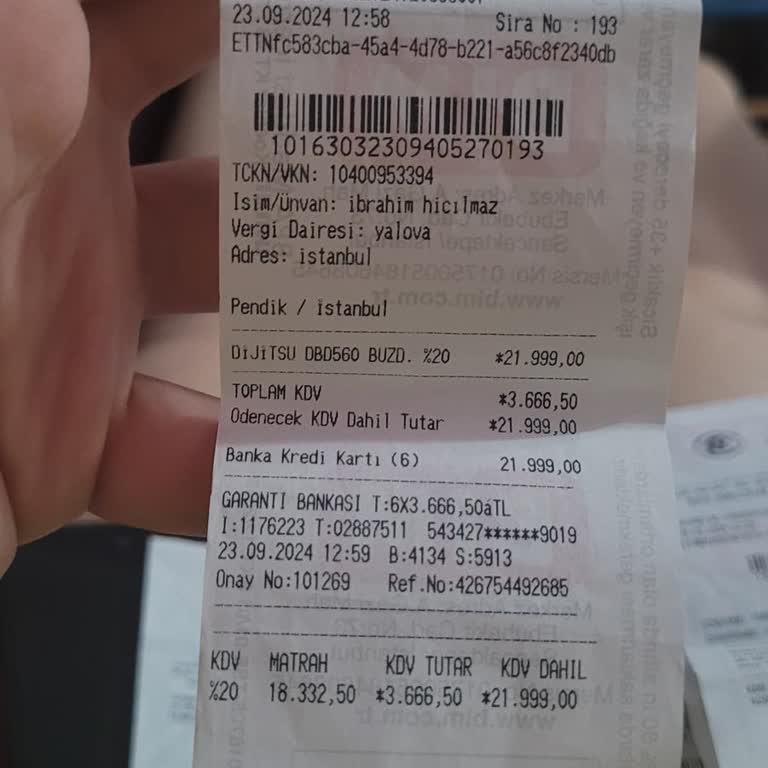 23.09.2024 12:58 Sira No : 193
ETTNfc583cba-45a4-4d78-b221-a56c8f2340db
10163032309405270193
TCKN/VKN: 10400953394
Isim/Ünvan: ibrahim hicılmaz
Vergi Dairesi: yalova
Adres: istanbul
Pendik / istanbul
DiJiTSU DBD560 BUZD. %20 *21.999,00
TOPLAM KDV *3.666,50
Odenecek KDV Dahil Tutar *21.999,00
Banka Kredi Kartı (6) 21.999,00
GARANTI BANKASI T:6X3.666,50áTL
I:1176223 T:02887511 543427******9019
23.09.2024 12:59 B:4134 S:5913
Onay No:101269 Ref.No:426754492685
KDV MATRAH KDV TUTAR KDV DAHIL
%20 18.332,50 *3.666,50 *21.999,00